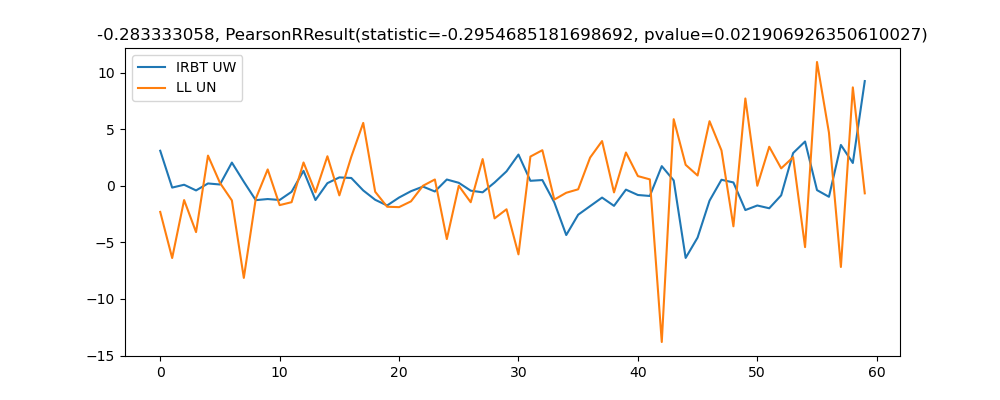 -0.283333058, PearsonRResult(statistic=-0.2954685181698692, pvalue=0.021906926350610027)
IRBT UW
LL UN
10
5
0
−5
−10
−15
0 10 20 30 40 50 60